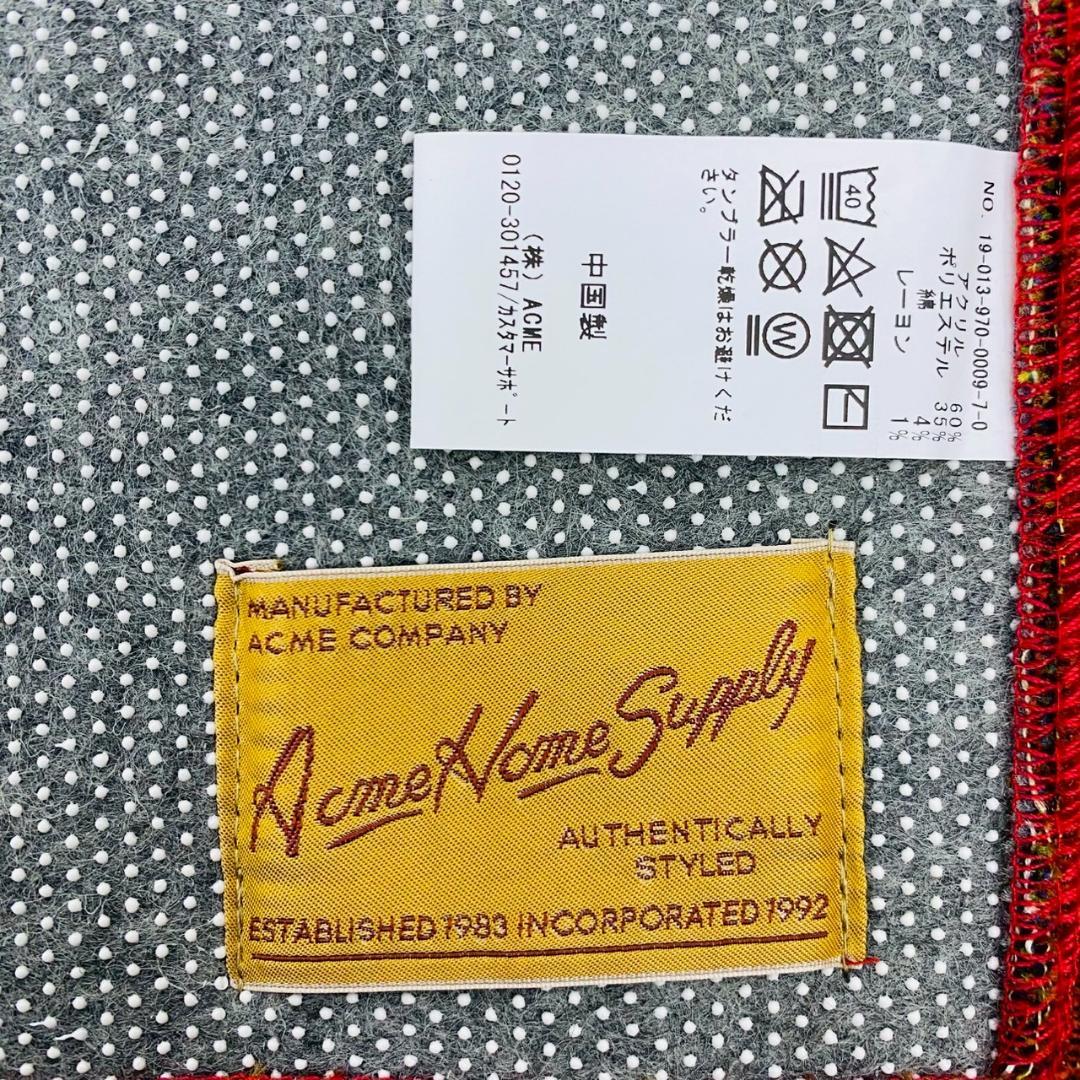 NO. 19-013-970-0009-7-0
アクリル 60%
ポリエステル 35%
綿 4%
レーヨン 1%
40
W
タンブラー乾燥はお避けくだ
さい。
中国製
(株) ACME
0120-301457/カスタマーサポート
MANUFACTURED BY
ACME COMPANY
Acme Home Supply
AUTHENTICALLY
STYLED
ESTABLISHED 1983 INCORPORATED 1992